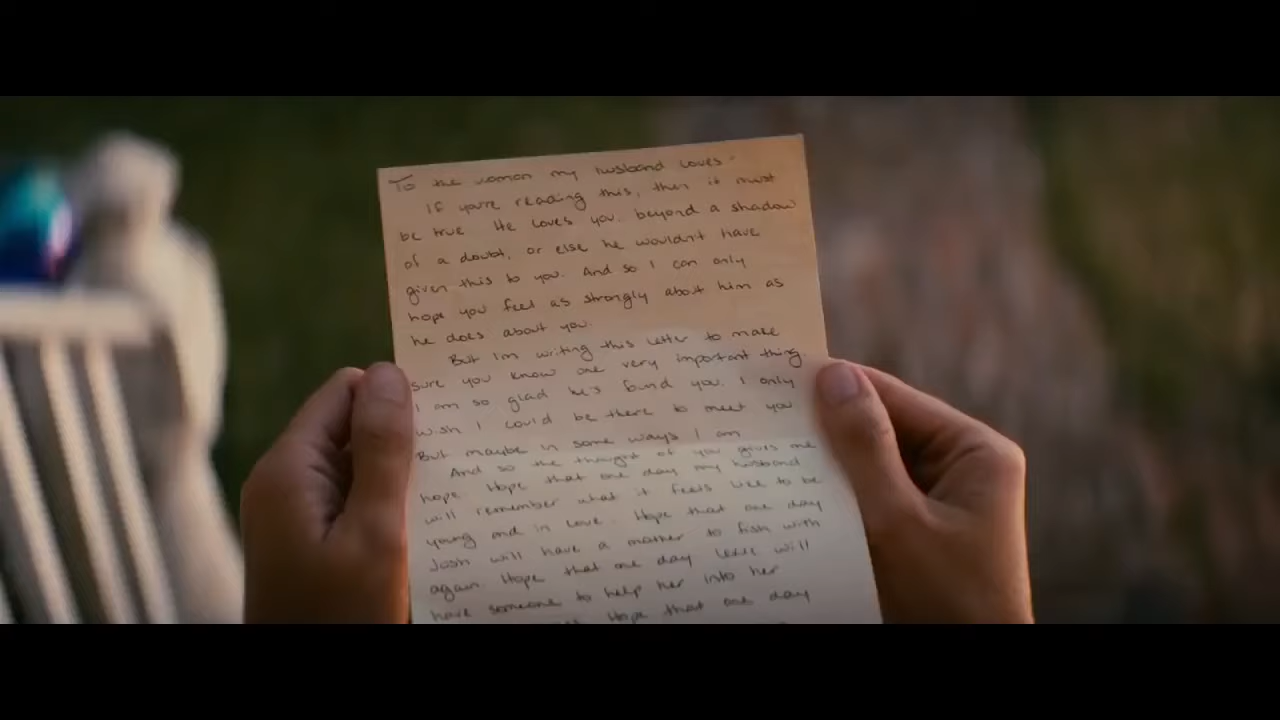 To the woman my husband loves-
If you're reading this, then it must
be true. He loves you. beyond a shadow
of a doubt, or else he wouldn't have
given this to you. And so I can only
hope you feel as strongly about him as
he does about you.
But I'm writing this letter to make
sure you know one very important thing.
I am so glad he's found you. I only
wish I could be there to meet you
But maybe in some ways I am
And so the thought of you gives me
hope. Hope that one day my husband
will remember what it feels like to be
young and in love. Hope that one day
Josh will have a mother to fish with
again. Hope that one day Lexie will
have someone to help her into her
Hope that one day